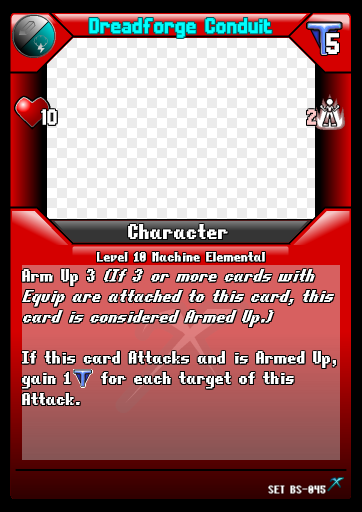 Dreadforge Conduit
5
10
2
Character
Level 10 Machine Elemental
Arm Up 3 (If 3 or more cards with
Equip are attached to this card, this
card is considered Armed Up.)
If this card Attacks and is Armed Up,
gain 1 for each target of this
Attack.
SET BS-045